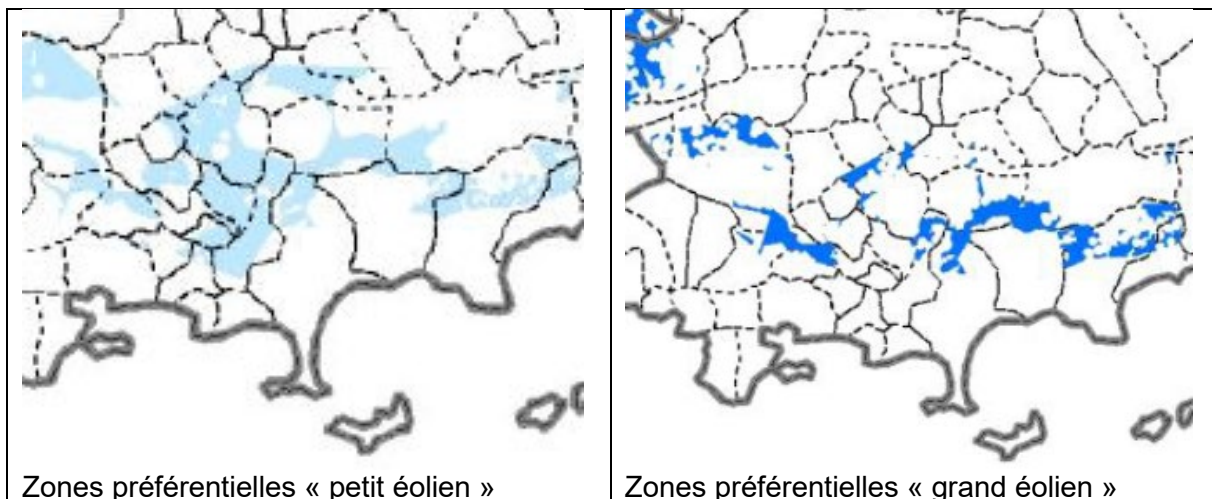 Zones préférentielles « petit éolien »
Zones préférentielles « grand éolien »